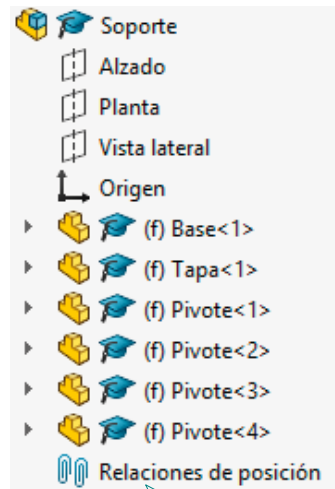 Soporte
Alzado
Planta
Vista lateral
Origen
(f) Base<1>
(f) Tapa<1>
(f) Pivote<1>
(f) Pivote<2>
(f) Pivote<3>
(f) Pivote<4>
Relaciones de posición